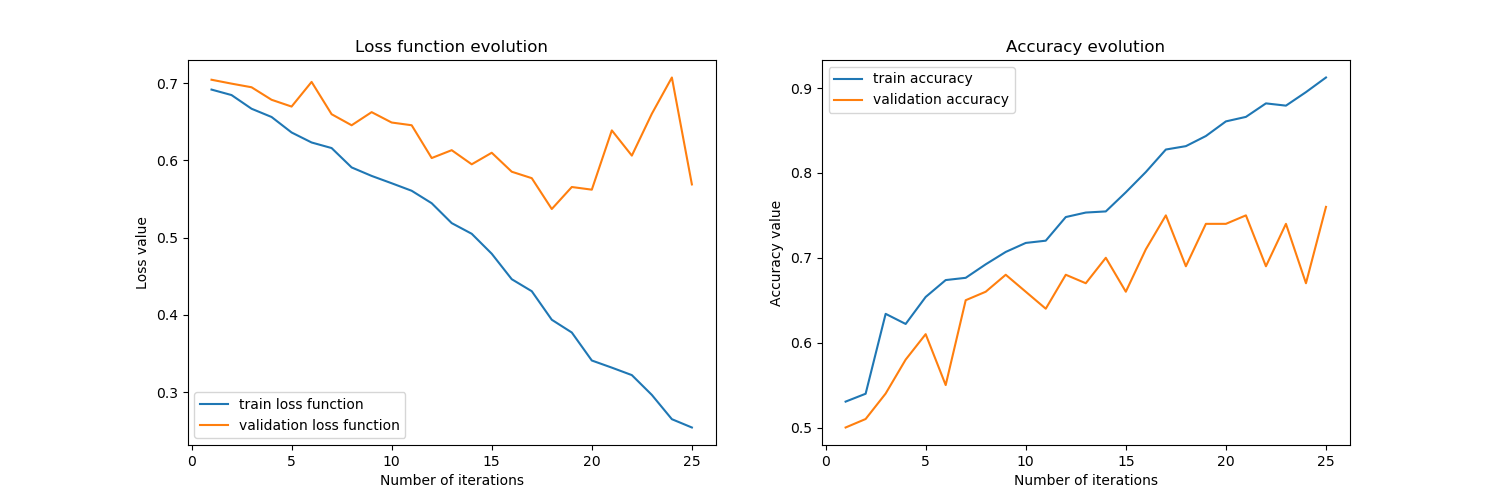 Loss function evolution
Loss value
0.7
0.6
0.5
0.4
0.3
train loss function
validation loss function
0 5 10 15 20 25
Number of iterations
Accuracy evolution
train accuracy
validation accuracy
Accuracy value
0.9
0.8
0.7
0.6
0.5
0 5 10 15 20 25
Number of iterations